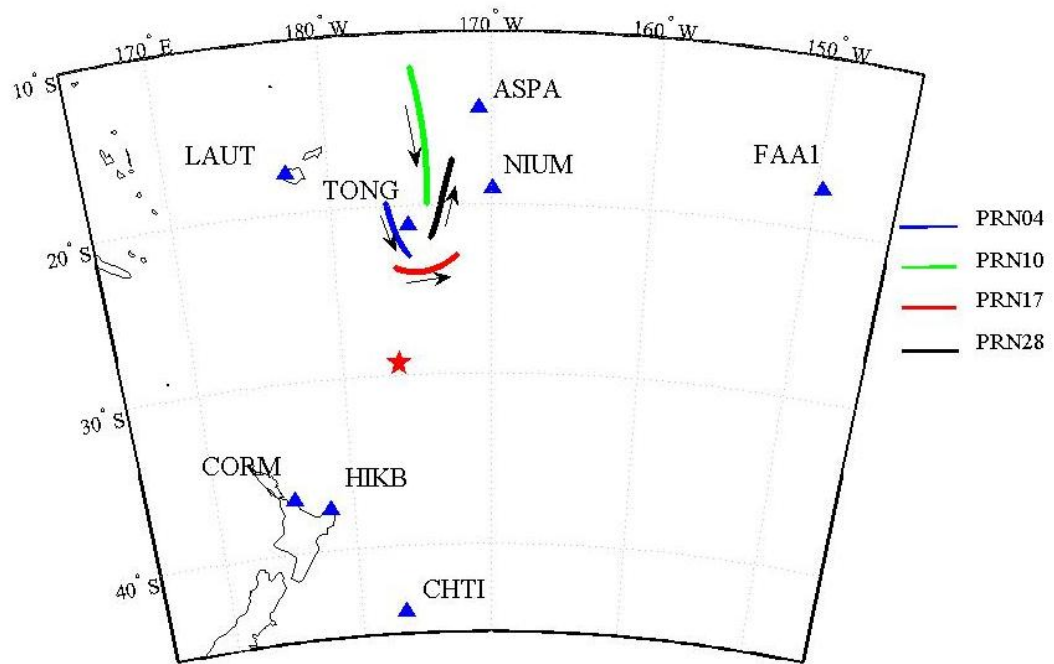 170° E
180° W
170° W
160° W
150° W
10° S
20° S
30° S
40° S
ASPA
LAUT
NIUM
FAA1
TONG
CORM
HIKB
CHTI
PRN04
PRN10
PRN17
PRN28